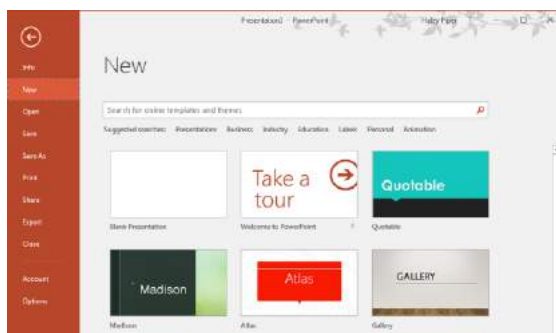 Presentation1 - PowerPoint
Haley Piper
Info
New
Open
Save
Save As
Print
Share
Export
Close
Account
Options
New
Search for online templates and themes
Suggested searches: Presentations Business Industry Education Labels Personal Animation
Blank Presentation
Take a
tour
Welcome to PowerPoint
Quotable
Quotable
Madison
Madison
Atlas
Atlas
GALLERY
Gallery